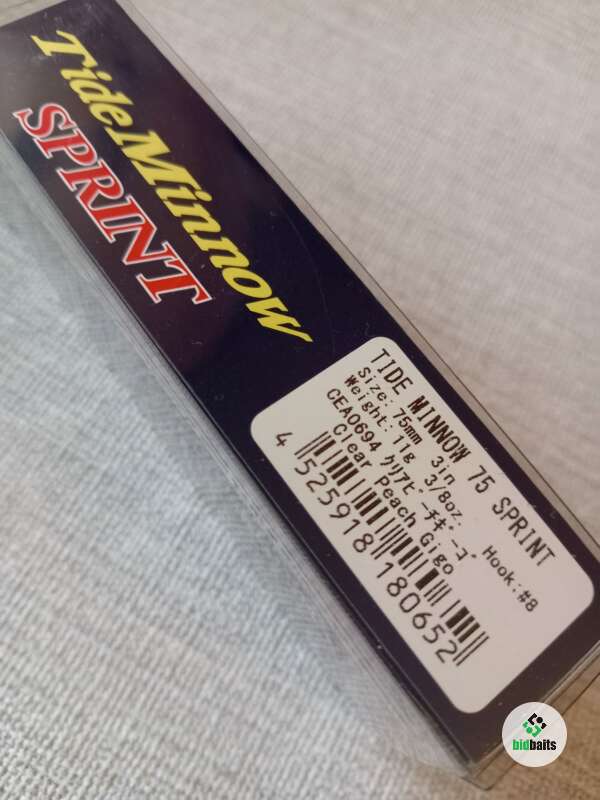 Tide Minnow
SPRINT
TIDE MINNOW 75 SPRINT
Size: 75mm 3in
Weight: 11g 3/8oz. Hook:#8
CEA0694 クリアピーチギーゴ
Clear Peach Gigo
4 525918 180652
bidbaits